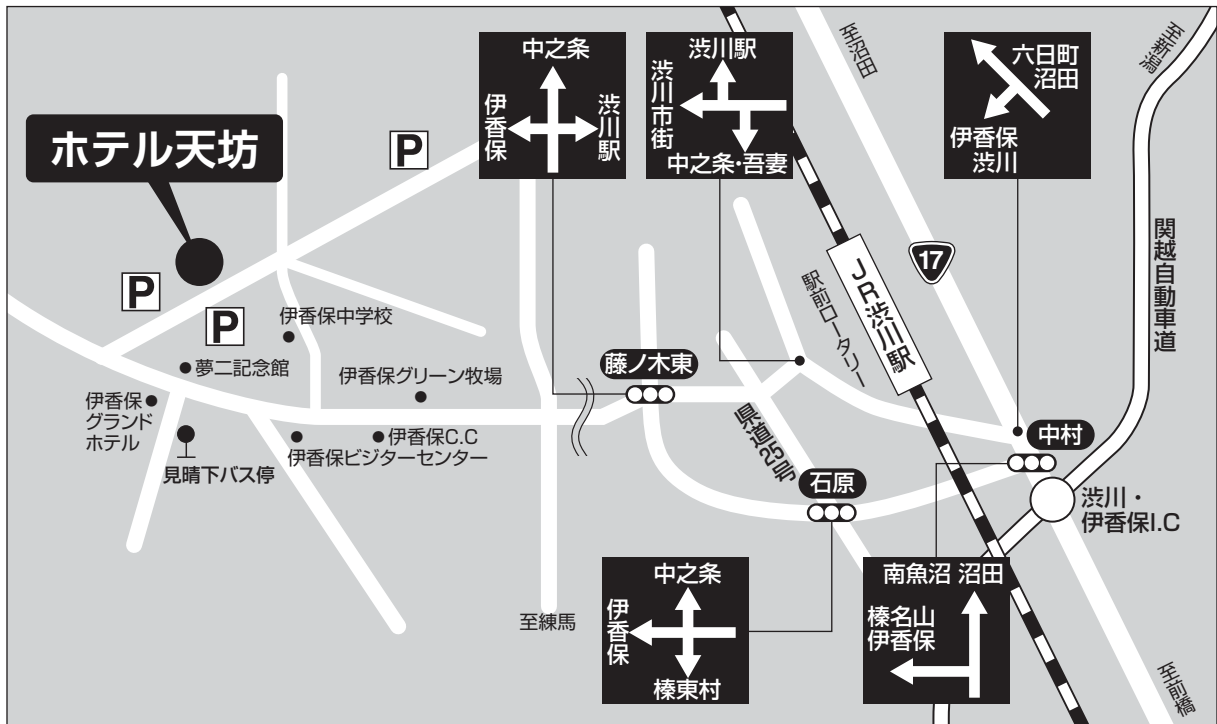 ホテル天坊
P
P
P
中之条
伊香保
渋川駅
渋川駅
渋川市街
中之条・吾妻
至沼田
六日町
沼田
伊香保
渋川
至新潟
関越自動車道
17
JR渋川駅
駅前ロータリー
藤ノ木東
県道25号
石原
中村
渋川・
伊香保I.C
伊香保中学校
夢二記念館
伊香保グリーン牧場
伊香保
グランド
ホテル
見晴下バス停
伊香保C.C
伊香保ビジターセンター
至練馬
中之条
伊香保
榛東村
南魚沼 沼田
榛名山
伊香保
至前橋